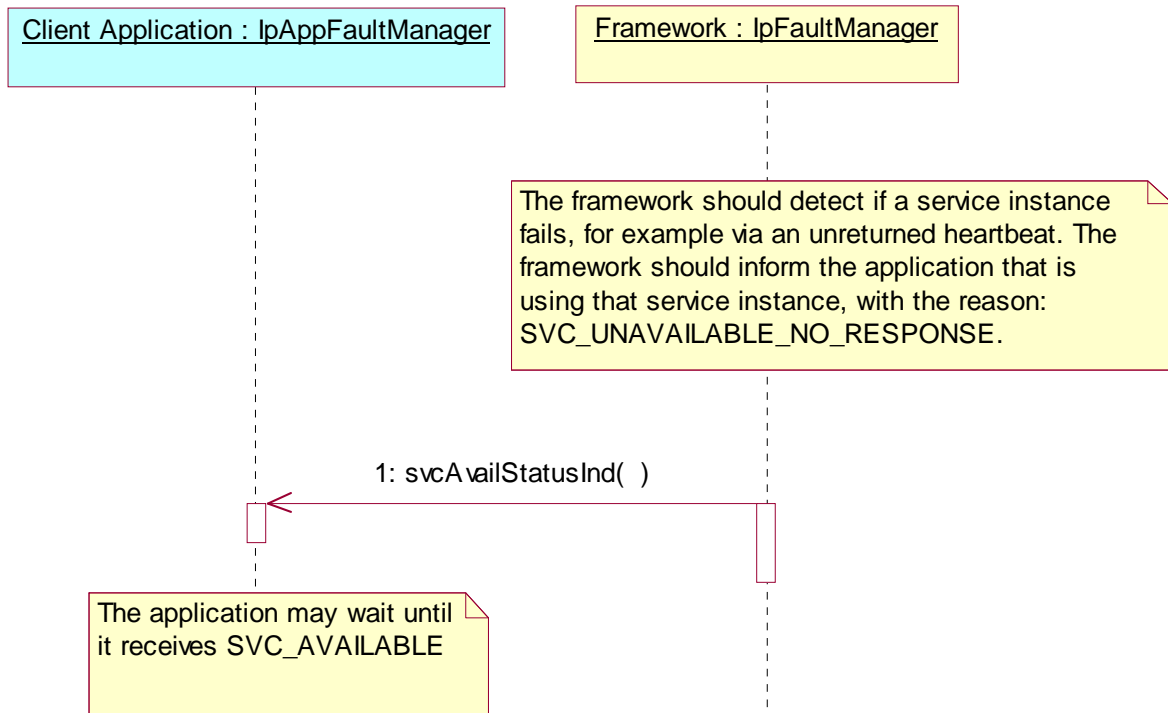 Client Application : IpAppFaultManager
Framework : IpFaultManager
The framework should detect if a service instance
fails, for example via an unreturned heartbeat. The
framework should inform the application that is
using that service instance, with the reason:
SVC_UNAVAILABLE_NO_RESPONSE.
1: svcAvailStatusInd( )
The application may wait until
it receives SVC_AVAILABLE